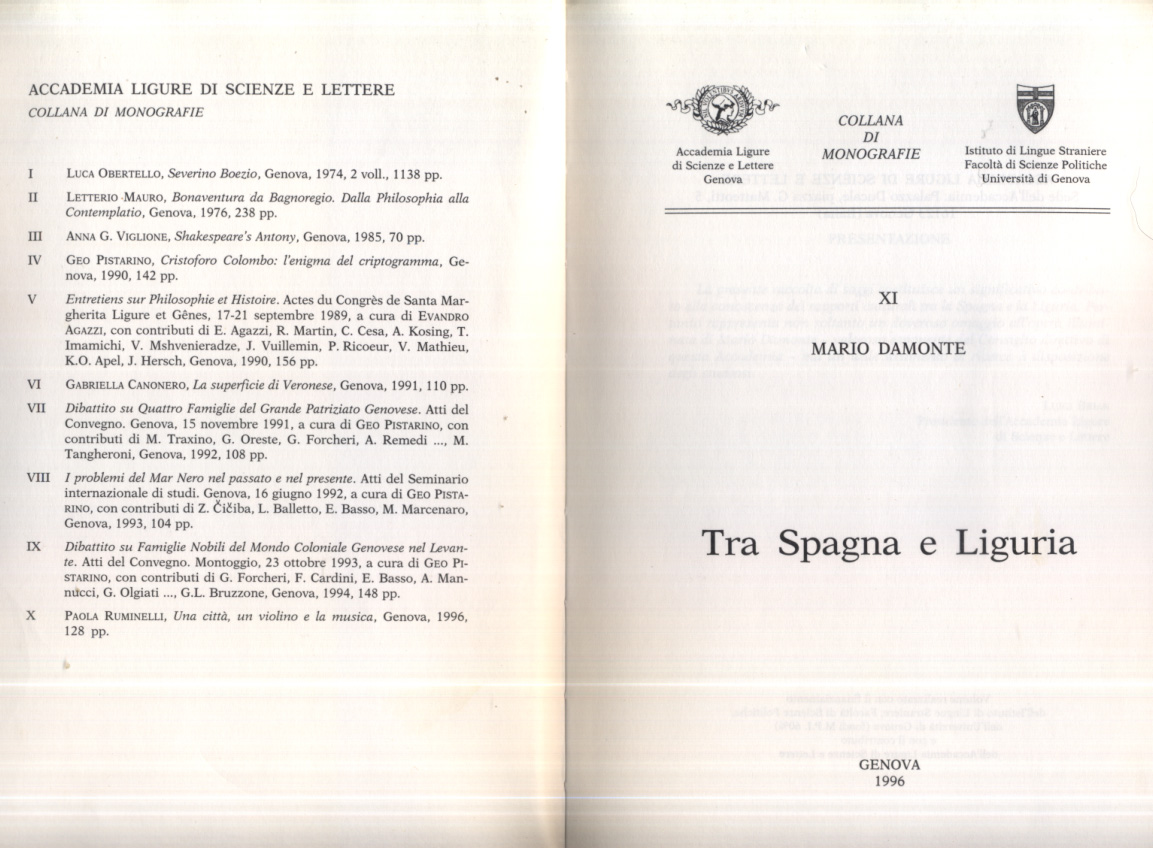 ACCADEMIA LIGURE DI SCIENZE E LETTERE
COLLANA DI MONOGRAFIE
I LUCA OBERTELLO, Severino Boezio, Genova, 1974, 2 voll., 1138 pp.
II LETTERIO MAURO, Bonaventura da Bagnoregio. Dalla Philosophia alla
Contemplatio, Genova, 1976, 238 pp.
III ANNA G. VIGLIONE, Shakespeare's Antony, Genova, 1985, 70 pp.
IV GEO PISTARINO, Cristoforo Colombo: l'enigma del criptogramma, Ge-
nova, 1990, 142 pp.
V Entretiens sur Philosophie et Histoire. Actes du Congrès de Santa Mar-
gherita Ligure et Gênes, 17-21 septembre 1989, a cura di EVANDRO
AGAZZI, con contributi di E. Agazzi, R. Martin, C. Cesa, A. Kosing, T.
Imamichi, V. Mshvenieradze, J. Vuillemin, P. Ricoeur, V. Mathieu,
K.O. Apel, J. Hersch, Genova, 1990, 156 pp.
VI GABRIELLA CANONERO, La superficie di Veronese, Genova, 1991, 110 pp.
VII Dibattito su Quattro Famiglie del Grande Patriziato Genovese. Atti del
Convegno. Genova, 15 novembre 1991, a cura di GEO PISTARINO, con
contributi di M. Traxino, G. Oreste, G. Forcheri, A. Remedi ..., M.
Tangheroni, Genova, 1992, 108 pp.
VIII I problemi del Mar Nero nel passato e nel presente. Atti del Seminario
internazionale di studi. Genova, 16 giugno 1992, a cura di GEO PISTA-
RINO, con contributi di Z. Čičiba, L. Balletto, E. Basso, M. Marcenaro,
Genova, 1993, 104 pp.
IX Dibattito su Famiglie Nobili del Mondo Coloniale Genovese nel Levan-
te. Atti del Convegno. Montoggio, 23 ottobre 1993, a cura di GEO PI-
STARINO, con contributi di G. Forcheri, F. Cardini, E. Basso, A. Man-
nucci, G. Olgiati ..., G.L. Bruzzone, Genova, 1994, 148 pp.
X PAOLA RUMINELLI, Una città, un violino e la musica, Genova, 1996,
128 pp.
Accademia Ligure
di Scienze e Lettere
Genova
COLLANA
DI
MONOGRAFIE
Istituto di Lingue Straniere
Facoltà di Scienze Politiche
Università di Genova
XI
MARIO DAMONTE
Tra Spagna e Liguria
GENOVA
1996